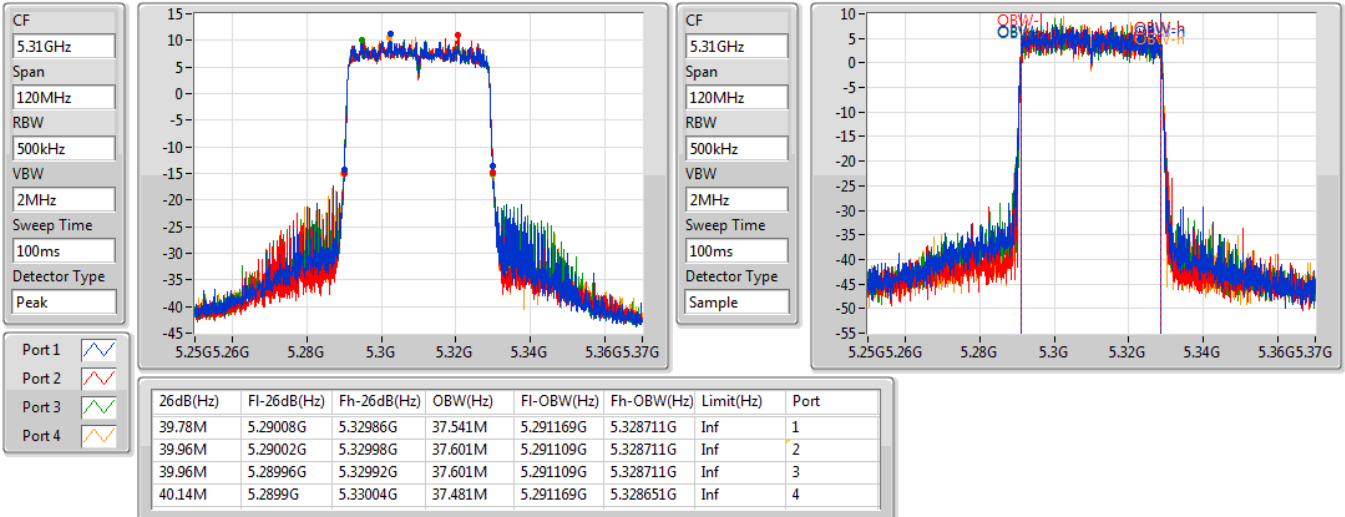 CF
5.31GHz
Span
120MHz
RBW
500kHz
VBW
2MHz
Sweep Time
100ms
Detector Type
Peak
15
10
5
0
-5
-10
-15
-20
-25
-30
-35
-40
-45
5.25G5.26G 5.28G 5.3G 5.32G 5.34G 5.36G5.37G
CF
5.31GHz
Span
120MHz
RBW
500kHz
VBW
2MHz
Sweep Time
100ms
Detector Type
Sample
10
5
0
-5
-10
-15
-20
-25
-30
-35
-40
-45
-50
-55
OBW-l
OBW-h
5.25G5.26G 5.28G 5.3G 5.32G 5.34G 5.36G5.37G
Port 1
Port 2
Port 3
Port 4
26dB(Hz) Fl-26dB(Hz) Fh-26dB(Hz) OBW(Hz) Fl-OBW(Hz) Fh-OBW(Hz) Limit(Hz) Port
39.78M 5.29008G 5.32986G 37.541M 5.291169G 5.328711G Inf 1
39.96M 5.29002G 5.32998G 37.601M 5.291109G 5.328711G Inf 2
39.96M 5.28996G 5.32992G 37.601M 5.291109G 5.328711G Inf 3
40.14M 5.2899G 5.33004G 37.481M 5.291169G 5.328651G Inf 4